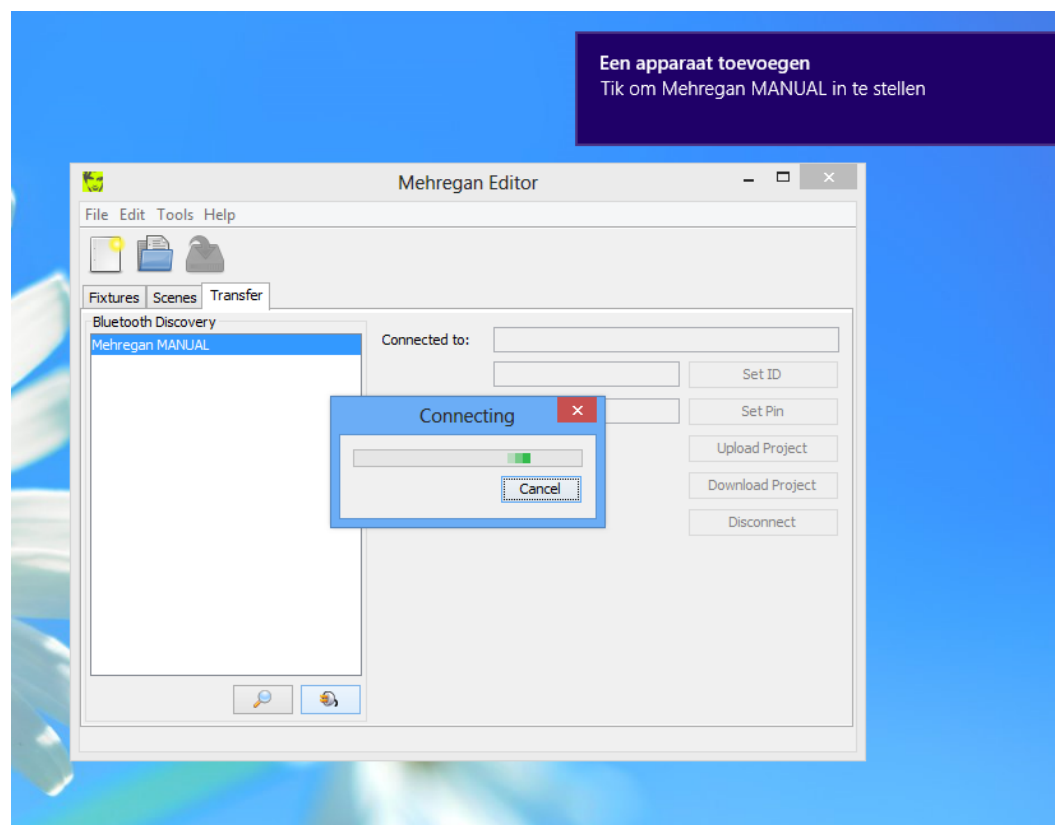 Een apparaat toevoegen
Tik om Mehregan MANUAL in te stellen
Mehregan Editor
File Edit Tools Help
Fixtures Scenes Transfer
Bluetooth Discovery
Mehregan MANUAL
Connected to:
Set ID
Connecting
Set Pin
Upload Project
Cancel
Download Project
Disconnect